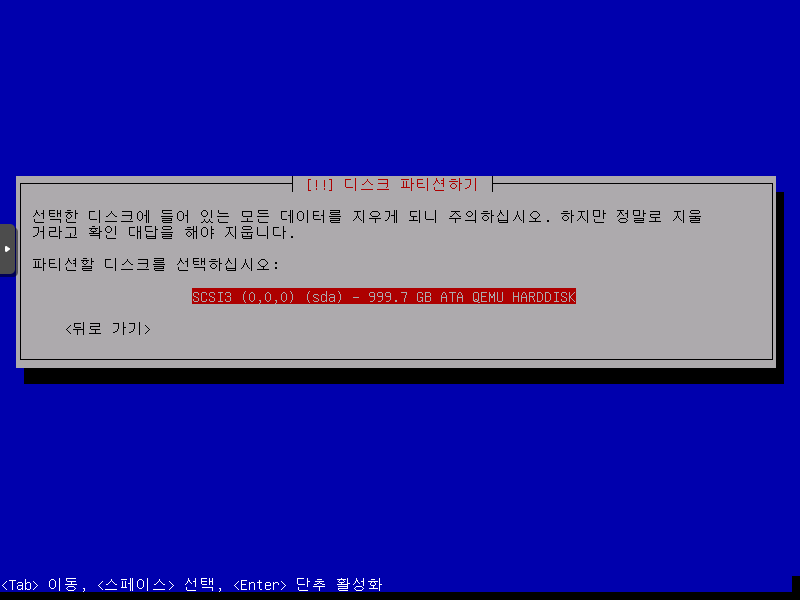 [!!] 디스크 파티션하기
선택한 디스크에 들어 있는 모든 데이터를 지우게 되니 주의하십시오. 하지만 정말로 지울
거라고 확인 대답을 해야 지웁니다.
파티션할 디스크를 선택하십시오:
SCSI3 (0,0,0) (sda) - 999.7 GB ATA QEMU HARDDISK
<뒤로 가기>
<Tab> 이동, <스페이스> 선택, <Enter> 단추 활성화